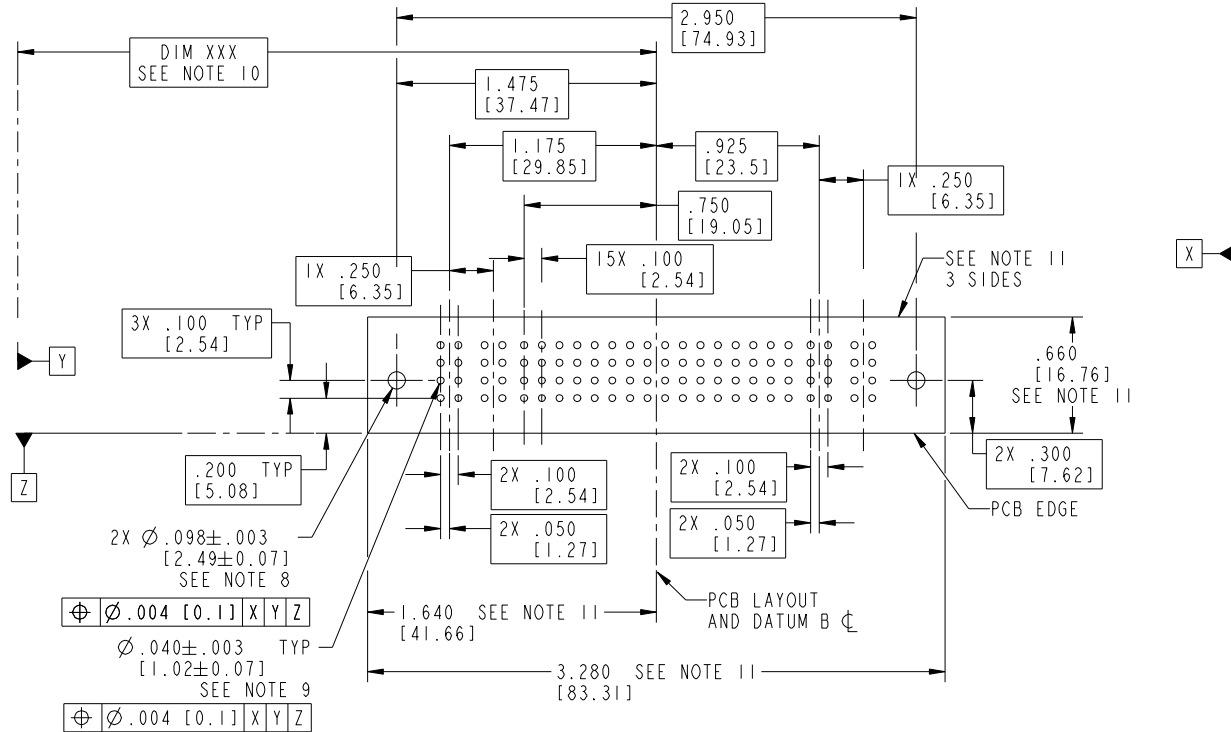 2.950
[74.93]
DIM XXX
SEE NOTE 10
1.475
[37.47]
1.175
[29.85]
.925
[23.5]
1X .250
[6.35]
.750
[19.05]
X
15X .100
[2.54]
SEE NOTE 11
3 SIDES
1X .250
[6.35]
3X .100 TYP
[2.54]
Y
.660
[16.76]
SEE NOTE 11
Z
.200 TYP
[5.08]
2X .100
[2.54]
2X .100
[2.54]
2X .300
[7.62]
PCB EDGE
2X .050
[1.27]
2X .050
[1.27]
2X Ø.098±.003
[2.49±0.07]
SEE NOTE 8
⌖ Ø.004 [0.1] X Y Z
1.640 SEE NOTE 11
[41.66]
PCB LAYOUT
AND DATUM B ℄
Ø.040±.003 TYP
[1.02±0.07]
SEE NOTE 9
⌖ Ø.004 [0.1] X Y Z
3.280 SEE NOTE 11
[83.31]